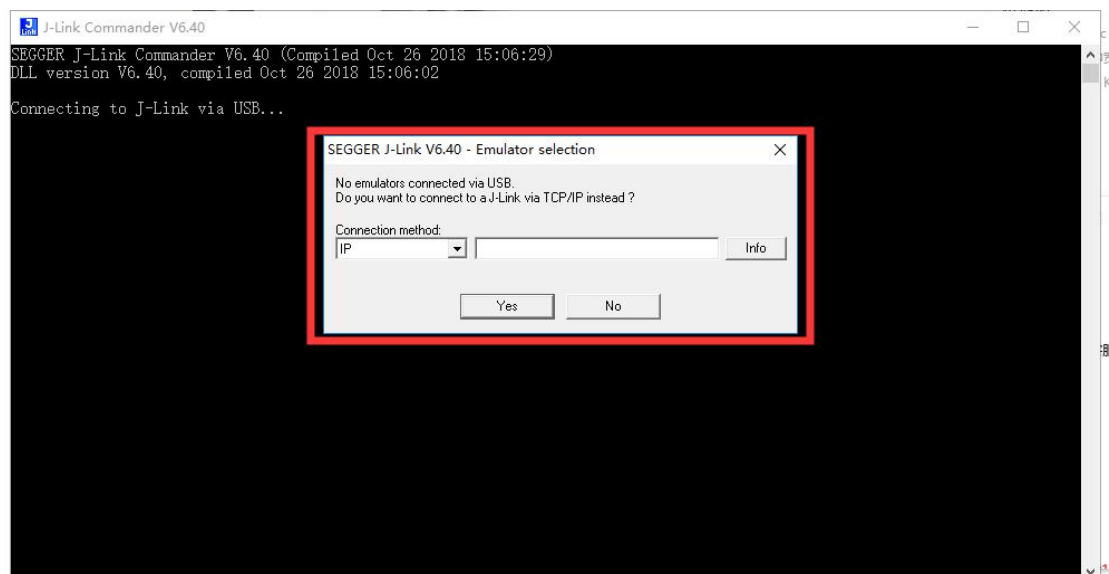 J-Link Commander V6.40
SEGGER J-Link Commander V6.40 (Compiled Oct 26 2018 15:06:29)
DLL version V6.40, compiled Oct 26 2018 15:06:02
Connecting to J-Link via USB...
SEGGER J-Link V6.40 - Emulator selection
No emulators connected via USB.
Do you want to connect to a J-Link via TCP/IP instead ?
Connection method:
IP
Info
Yes No